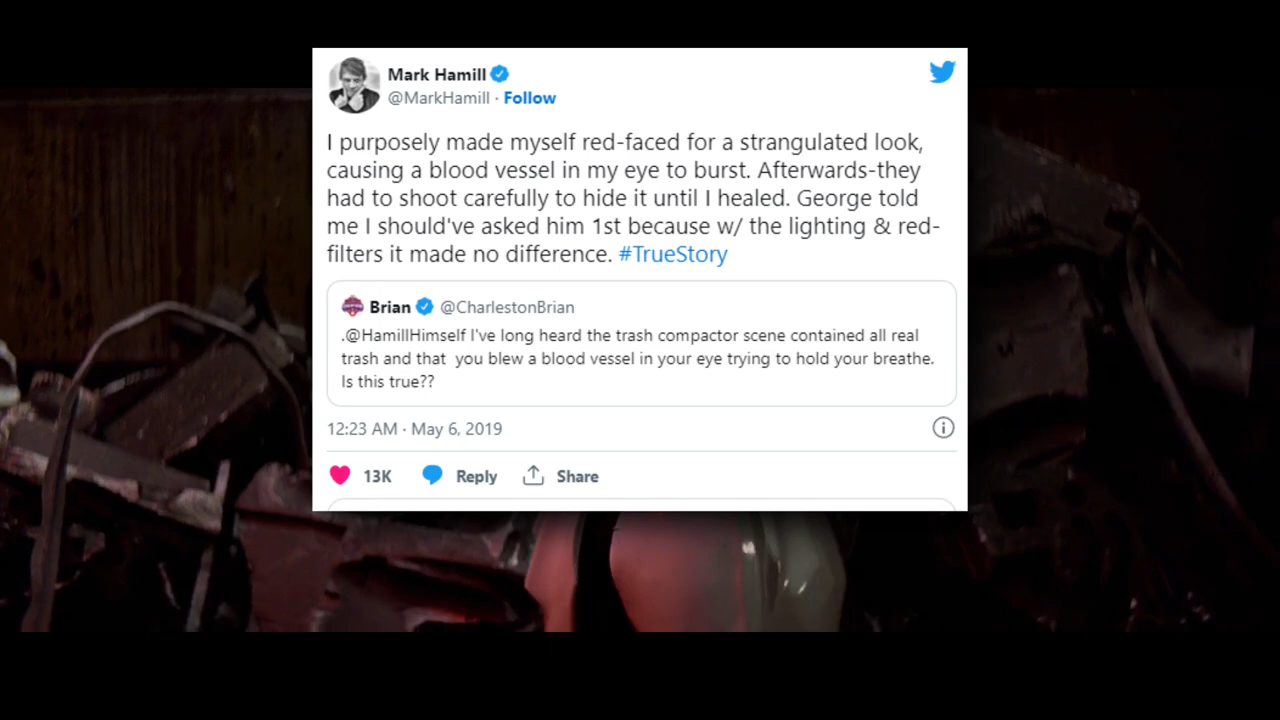 Mark Hamill
@MarkHamill · Follow
I purposely made myself red-faced for a strangulated look,
causing a blood vessel in my eye to burst. Afterwards-they
had to shoot carefully to hide it until I healed. George told
me I should've asked him 1st because w/ the lighting & red-
filters it made no difference. #TrueStory
Brian @CharlestonBrian
.@HamillHimself I've long heard the trash compactor scene contained all real
trash and that you blew a blood vessel in your eye trying to hold your breathe.
Is this true??
12:23 AM · May 6, 2019
13K Reply Share